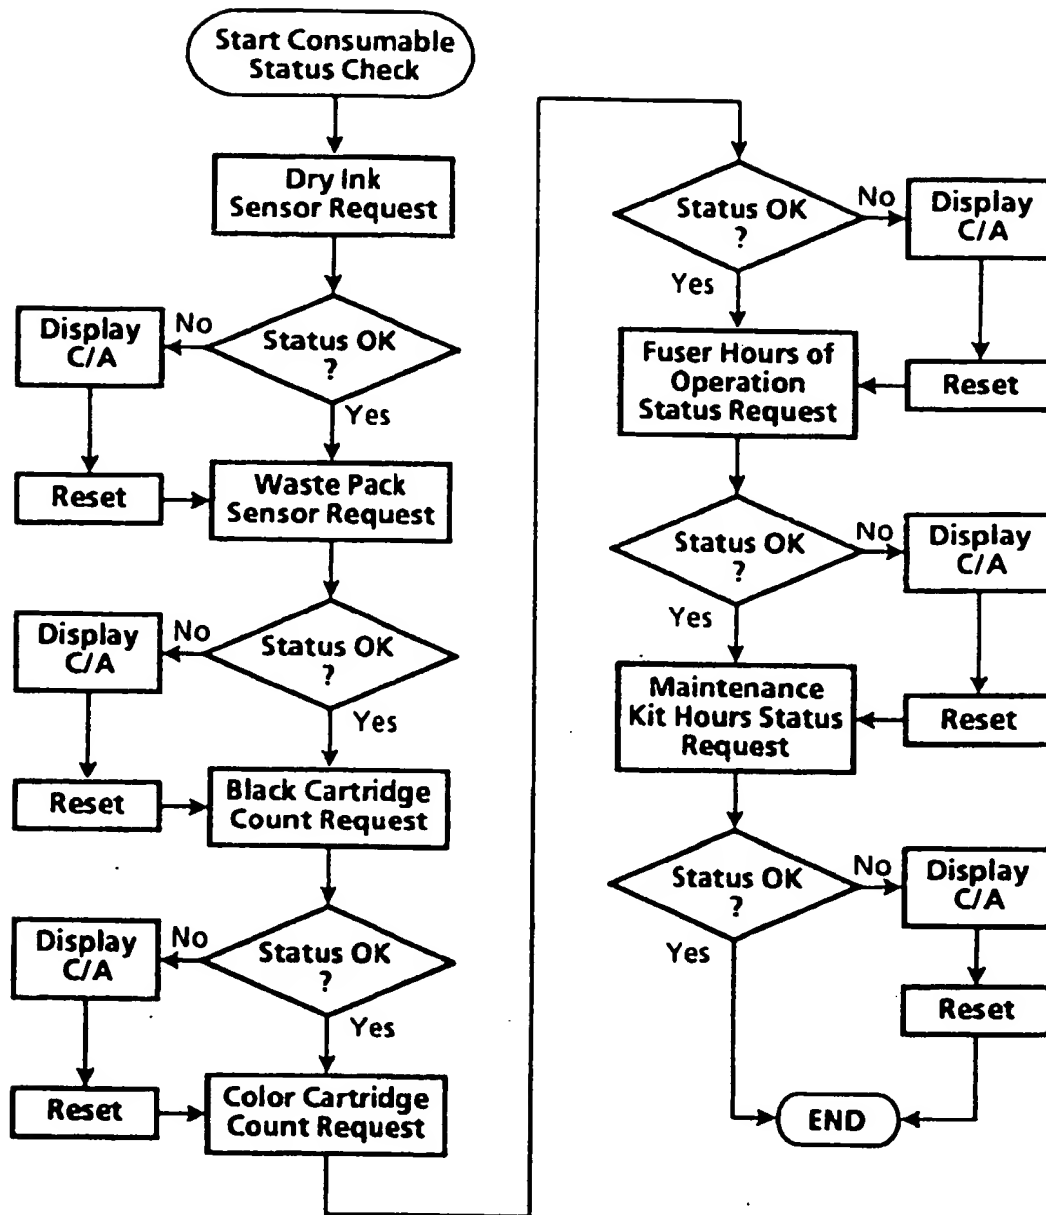 Start Consumable
Status Check
Dry Ink
Sensor Request
Status OK
?
No
Display
C/A
Reset
Yes
Waste Pack
Sensor Request
Status OK
?
No
Display
C/A
Reset
Yes
Black Cartridge
Count Request
Status OK
?
No
Display
C/A
Reset
Yes
Color Cartridge
Count Request
Status OK
?
No
Display
C/A
Reset
Yes
Fuser Hours of
Operation
Status Request
Status OK
?
No
Display
C/A
Reset
Yes
Maintenance
Kit Hours Status
Request
Status OK
?
No
Display
C/A
Reset
Yes
END